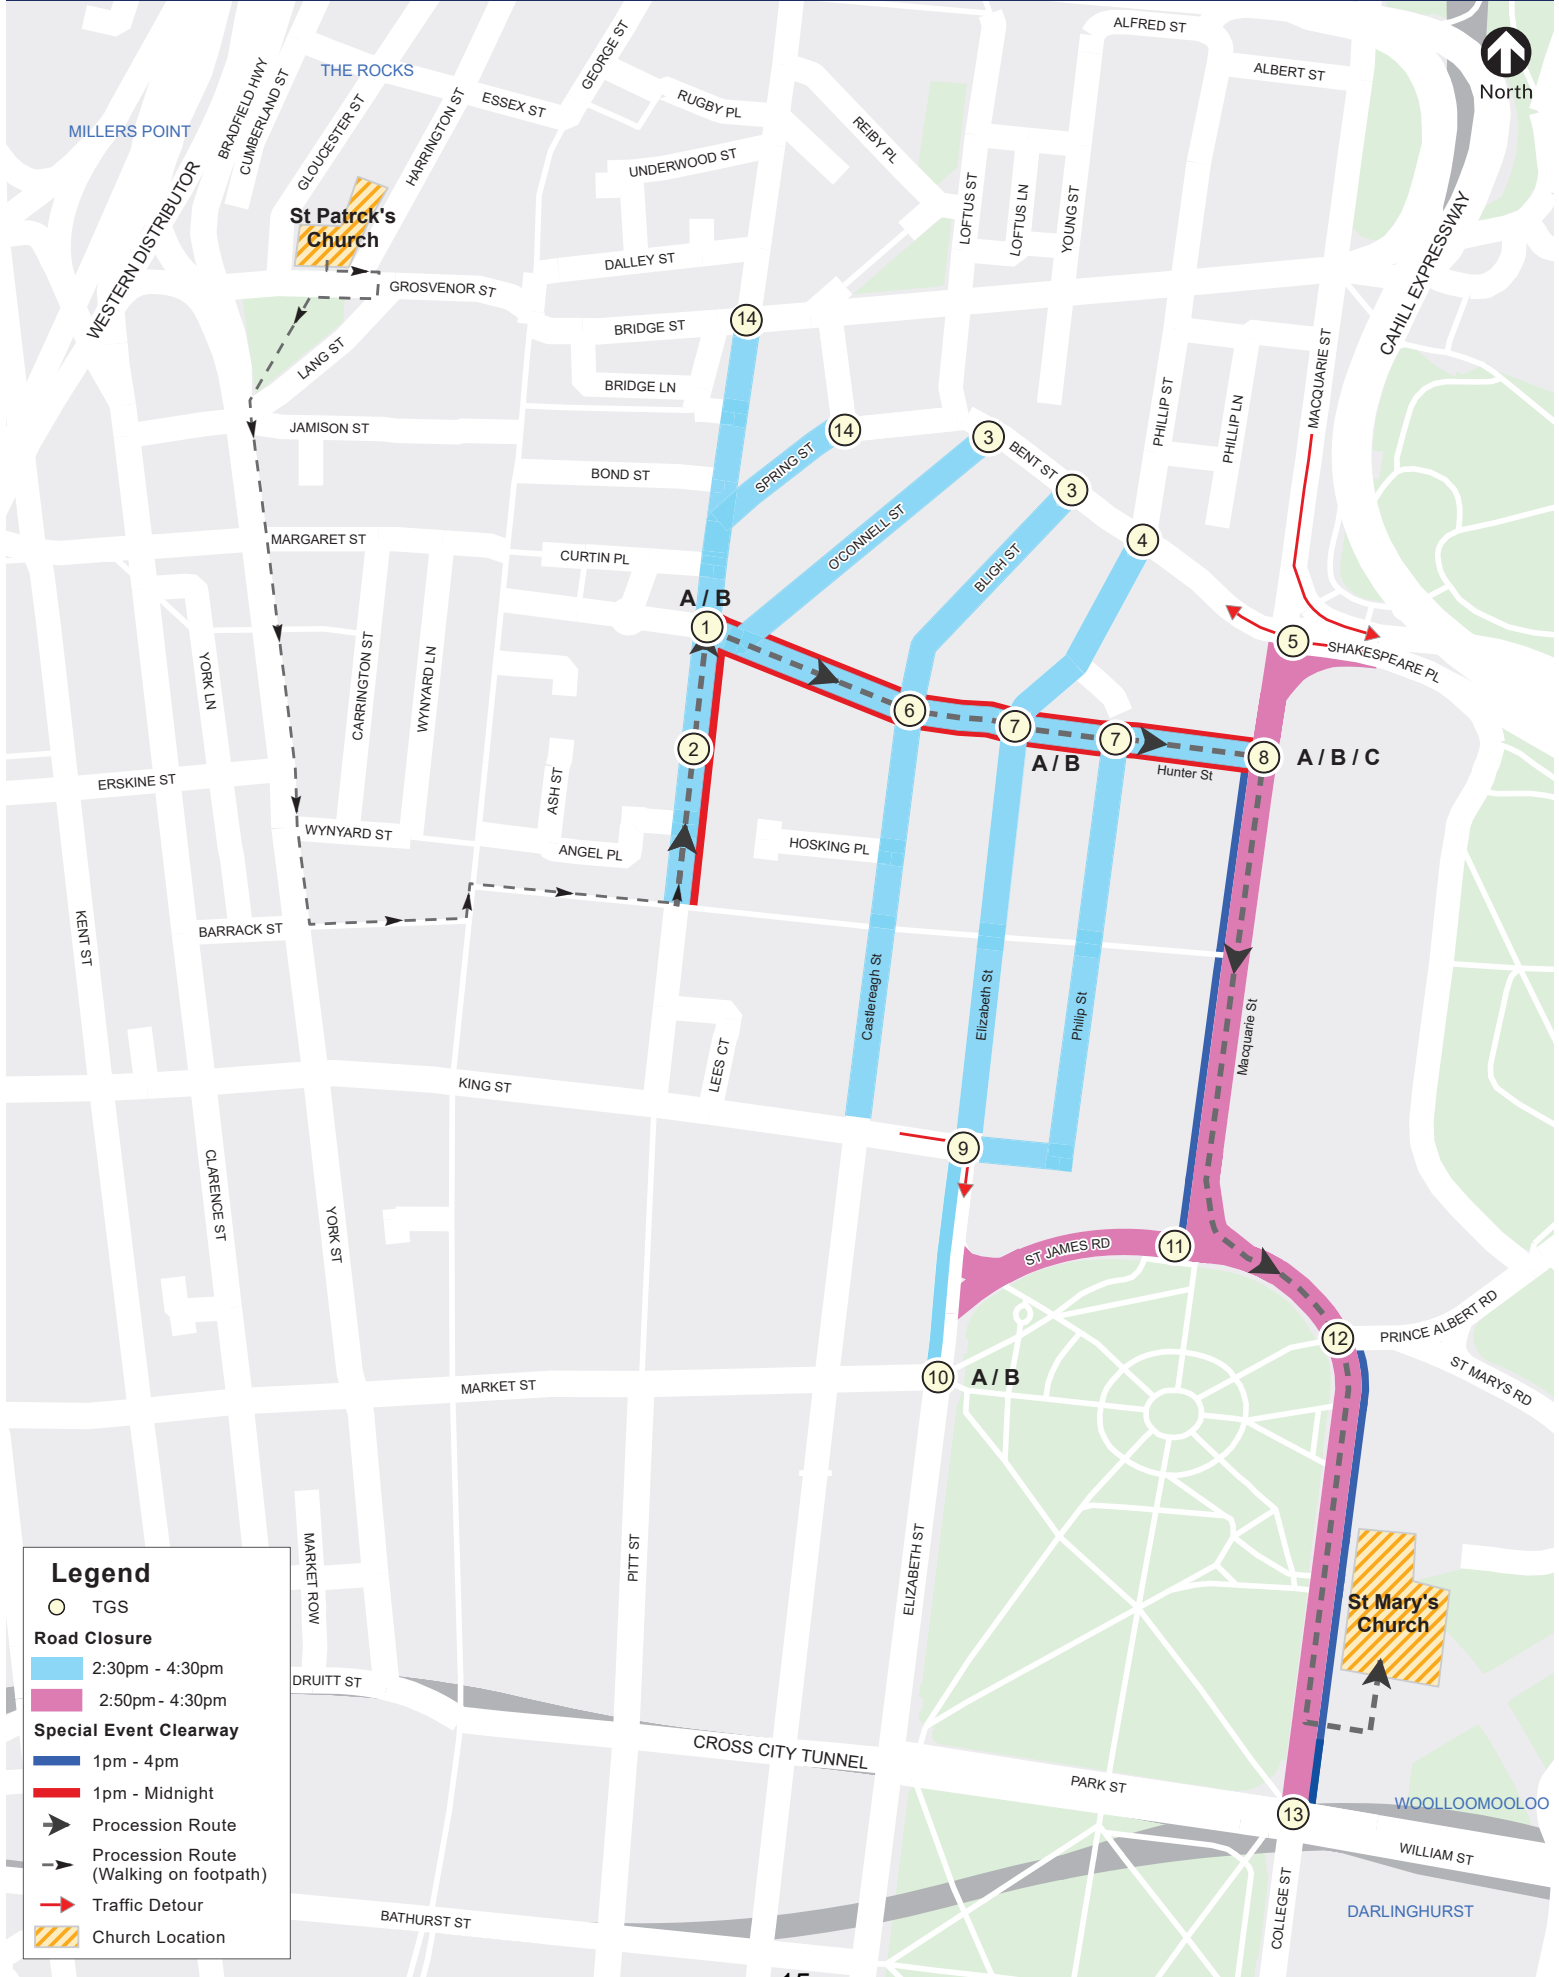 ALFRED ST
ALBERT ST
North
THE ROCKS
MILLERS POINT
BRADFIELD HWY
CUMBERLAND ST
GLOUCESTER ST
HARRINGTON ST
ESSEX ST
GEORGE ST
RUGBY PL
REIBY PL
UNDERWOOD ST
LOFTUS ST
LOFTUS LN
YOUNG ST
WESTERN DISTRIBUTOR
CAHILL EXPRESSWAY
St Patrck's
Church
GROSVENOR ST
DALLEY ST
BRIDGE ST
14
LANG ST
BRIDGE LN
MACQUARIE ST
PHILLIP ST
PHILLIP LN
JAMISON ST
14
3
BENT ST
SPRING ST
BOND ST
3
O'CONNELL ST
MARGARET ST
CURTIN PL
BLIGH ST
4
A / B
1
5
SHAKESPEARE PL
YORK LN
CARRINGTON ST
WYNYARD LN
6
7
7
2
A / B
Hunter St
8
A / B / C
ERSKINE ST
ASH ST
WYNYARD ST
ANGEL PL
HOSKING PL
KENT ST
BARRACK ST
Castlereagh St
Elizabeth St
Philip St
Macquarie St
LEES CT
KING ST
9
CLARENCE ST
YORK ST
ST JAMES RD
11
PRINCE ALBERT RD
12
ST MARYS RD
MARKET ST
10
A / B
MARKET ROW
PITT ST
ELIZABETH ST
St Mary's
Church
DRUITT ST
CROSS CITY TUNNEL
PARK ST
WOOLLOOMOOLOO
13
WILLIAM ST
COLLEGE ST
DARLINGHURST
BATHURST ST
Legend
TGS
Road Closure
2:30pm - 4:30pm
2:50pm - 4:30pm
Special Event Clearway
1pm - 4pm
1pm - Midnight
Procession Route
Procession Route
(Walking on footpath)
Traffic Detour
Church Location